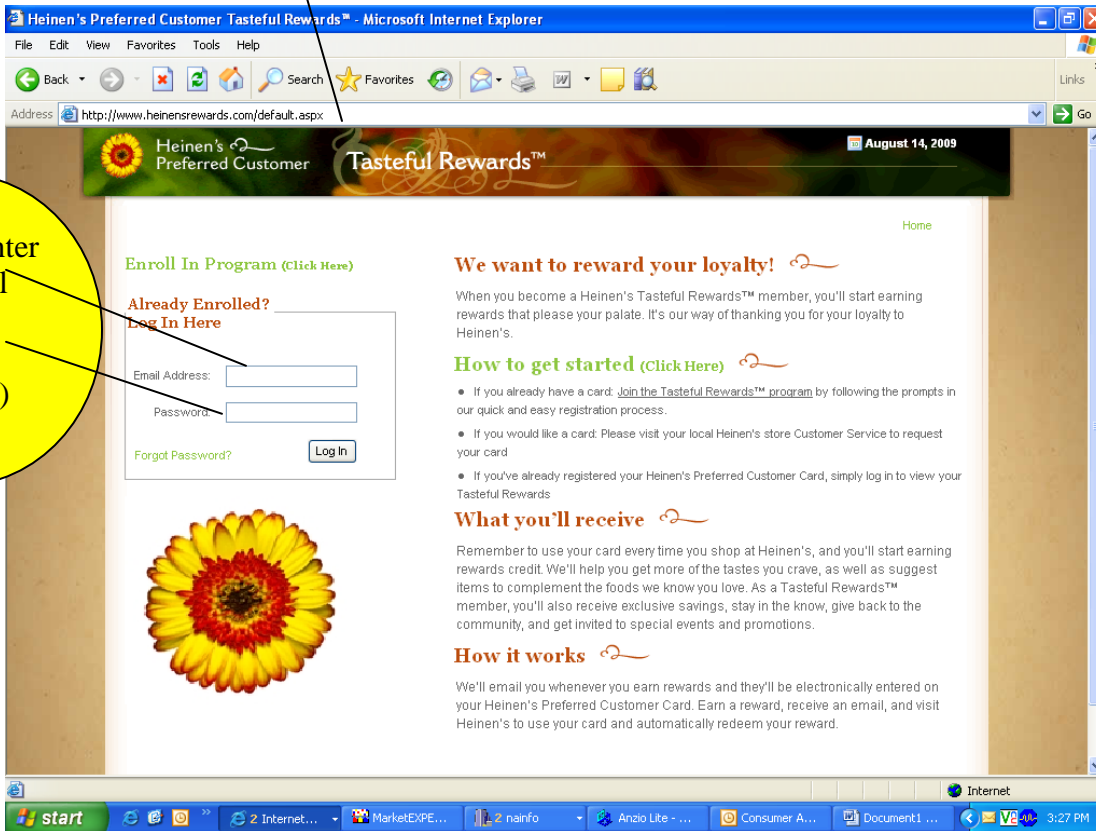 Heinen's Preferred Customer Tasteful Rewards™ - Microsoft Internet Explorer
File Edit View Favorites Tools Help
Back Search Favorites Links
Address http://www.heinensrewards.com/default.aspx Go
Heinen's
Preferred Customer
Tasteful Rewards™
August 14, 2009
Home
Enroll In Program (Click Here)
Already Enrolled?
Log In Here
Email Address:
Password:
Forgot Password? Log In
We want to reward your loyalty!
When you become a Heinen's Tasteful Rewards™ member, you'll start earning
rewards that please your palate. It's our way of thanking you for your loyalty to
Heinen's.
How to get started (Click Here)
• If you already have a card: Join the Tasteful Rewards™ program by following the prompts in
our quick and easy registration process.
• If you would like a card: Please visit your local Heinen's store Customer Service to request
your card
• If you've already registered your Heinen's Preferred Customer Card, simply log in to view your
Tasteful Rewards
What you'll receive
Remember to use your card every time you shop at Heinen's, and you'll start earning
rewards credit. We'll help you get more of the tastes you crave, as well as suggest
items to complement the foods we know you love. As a Tasteful Rewards™
member, you'll also receive exclusive savings, stay in the know, give back to the
community, and get invited to special events and promotions.
How it works
We'll email you whenever you earn rewards and they'll be electronically entered on
your Heinen's Preferred Customer Card. Earn a reward, receive an email, and visit
Heinen's to use your card and automatically redeem your reward.
Internet
start 2 Internet... MarketEXPE... 2 nainfo Anzio Lite - ... Consumer A... Document1 ... 3:27 PM